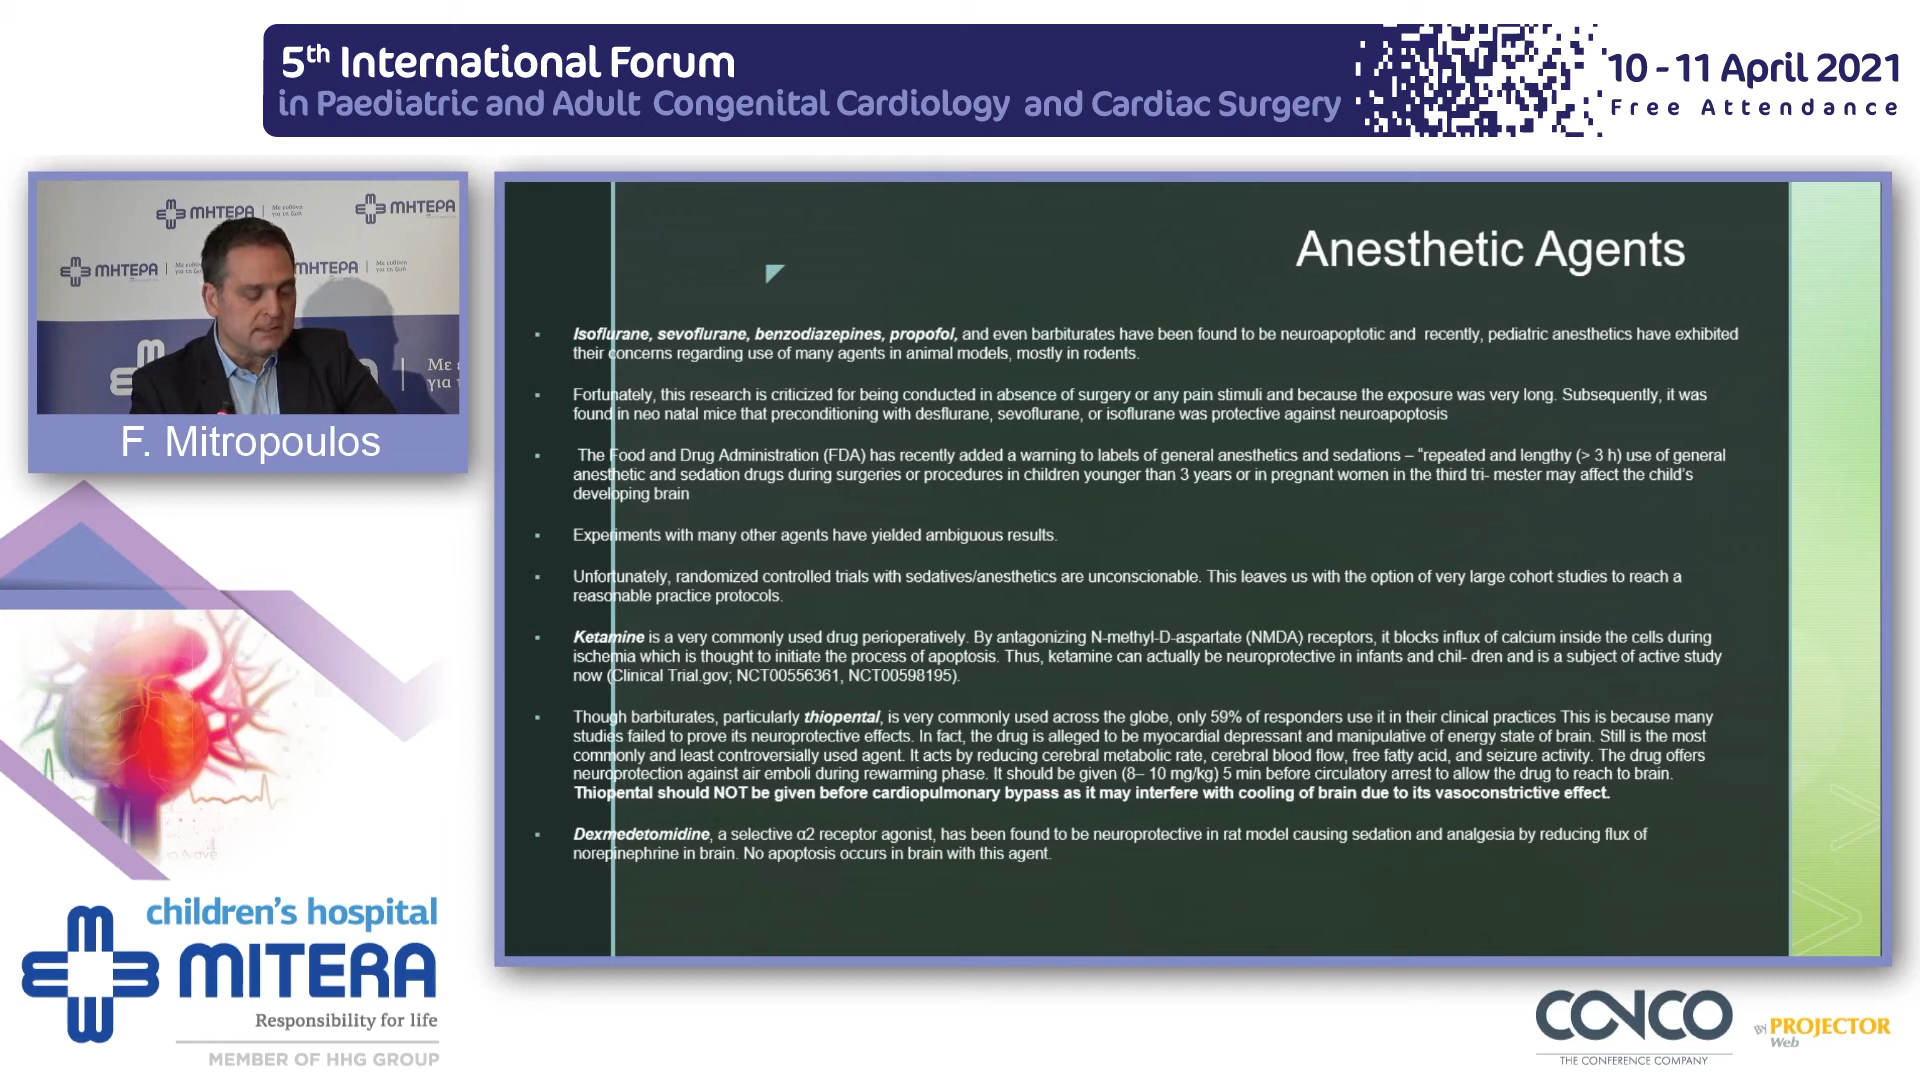 5th International Forum
in Paediatric and Adult Congenital Cardiology and Cardiac Surgery
10 - 11 April 2021
Free Attendance
ΜΗΤΕΡΑ
Με ευθύνη
για τη ζωή
ΜΗΤΕΡΑ
ΜΗΤΕΡΑ
ΜΗΤΕΡΑ
Με ε
για τ
F. Mitropoulos
Anesthetic Agents
▪ Isoflurane, sevoflurane, benzodiazepines, propofol, and even barbiturates have been found to be neuroapoptotic and recently, pediatric anesthetics have exhibited
their concerns regarding use of many agents in animal models, mostly in rodents.
▪ Fortunately, this research is criticized for being conducted in absence of surgery or any pain stimuli and because the exposure was very long. Subsequently, it was
found in neo natal mice that preconditioning with desflurane, sevoflurane, or isoflurane was protective against neuroapoptosis
▪ The Food and Drug Administration (FDA) has recently added a warning to labels of general anesthetics and sedations – “repeated and lengthy (> 3 h) use of general
anesthetic and sedation drugs during surgeries or procedures in children younger than 3 years or in pregnant women in the third tri- mester may affect the child’s
developing brain
▪ Experiments with many other agents have yielded ambiguous results.
▪ Unfortunately, randomized controlled trials with sedatives/anesthetics are unconscionable. This leaves us with the option of very large cohort studies to reach a
reasonable practice protocols.
▪ Ketamine is a very commonly used drug perioperatively. By antagonizing N-methyl-D-aspartate (NMDA) receptors, it blocks influx of calcium inside the cells during
ischemia which is thought to initiate the process of apoptosis. Thus, ketamine can actually be neuroprotective in infants and chil- dren and is a subject of active study
now (Clinical Trial.gov; NCT00556361, NCT00598195).
▪ Though barbiturates, particularly thiopental, is very commonly used across the globe, only 59% of responders use it in their clinical practices This is because many
studies failed to prove its neuroprotective effects. In fact, the drug is alleged to be myocardial depressant and manipulative of energy state of brain. Still is the most
commonly and least controversially used agent. It acts by reducing cerebral metabolic rate, cerebral blood flow, free fatty acid, and seizure activity. The drug offers
neuroprotection against air emboli during rewarming phase. It should be given (8– 10 mg/kg) 5 min before circulatory arrest to allow the drug to reach to brain.
Thiopental should NOT be given before cardiopulmonary bypass as it may interfere with cooling of brain due to its vasoconstrictive effect.
▪ Dexmedetomidine, a selective α2 receptor agonist, has been found to be neuroprotective in rat model causing sedation and analgesia by reducing flux of
norepinephrine in brain. No apoptosis occurs in brain with this agent.
children’s hospital
MITERA
Responsibility for life
MEMBER OF HHG GROUP
CONCO
THE CONFERENCE COMPANY
By PROJECTOR
Web